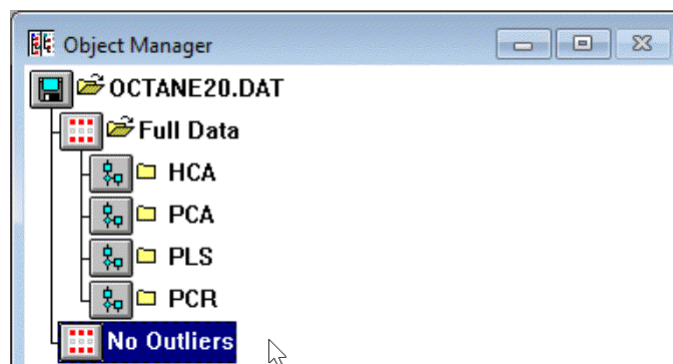 Object Manager
OCTANE20.DAT
Full Data
HCA
PCA
PLS
PCR
No Outliers